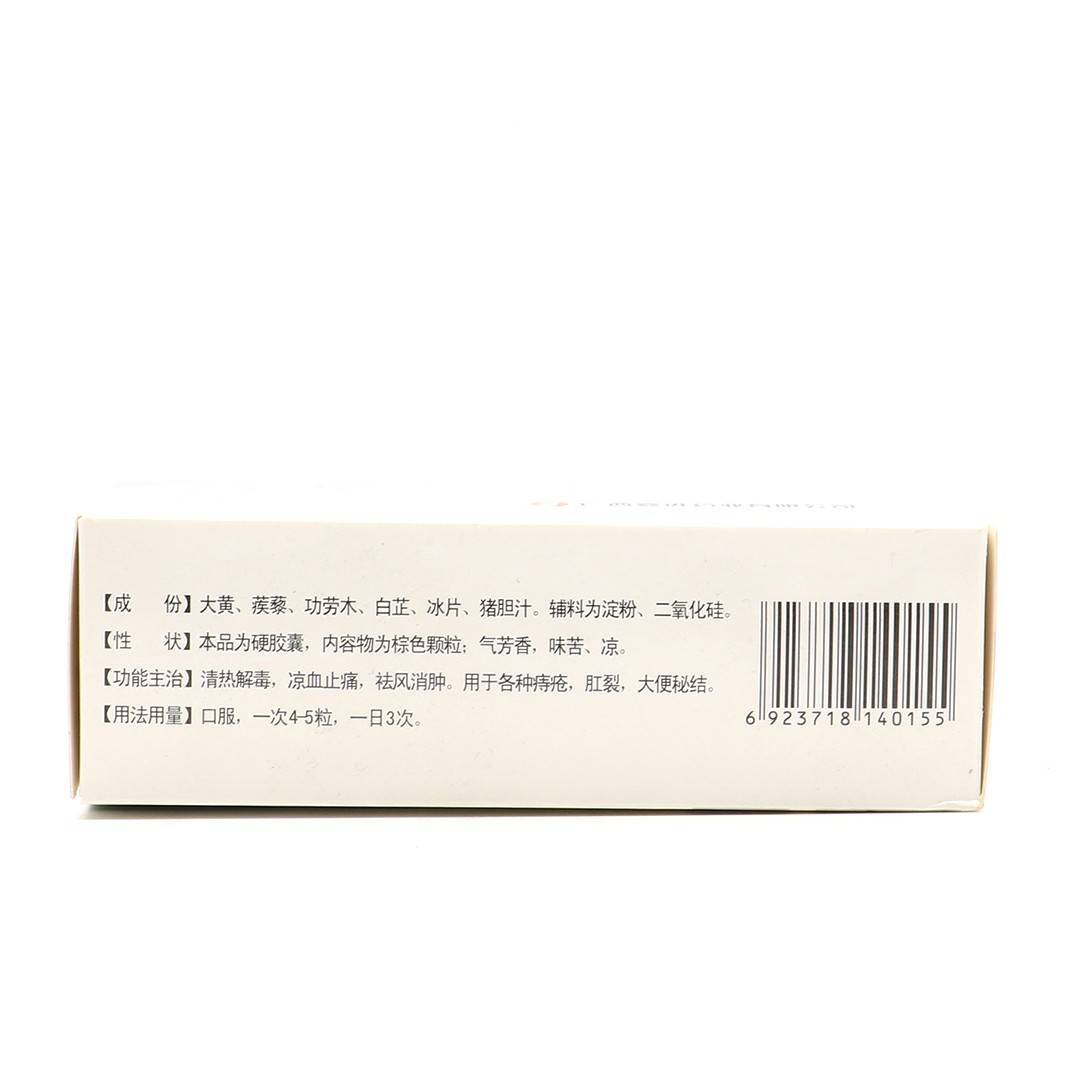 【成 份】大黄、蒺藜、功劳木、白芷、冰片、猪胆汁。辅料为淀粉、二氧化硅。
【性 状】本品为硬胶囊，内容物为棕色颗粒；气芳香，味苦、凉。
【功能主治】清热解毒，凉血止痛，祛风消肿。用于各种痔疮，肛裂，大便秘结。
【用法用量】口服，一次4-5粒，一日3次。
6 923718 140155